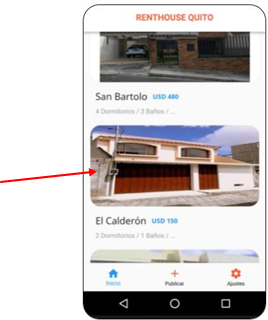 RENTHOUSE QUITO
San Bartolo USD 480
4 Dormitorios / 3 Baños / ...
El Calderón USD 150
2 Dormitorios / 1 Baños / ...
Inicio Publicar Ajustes